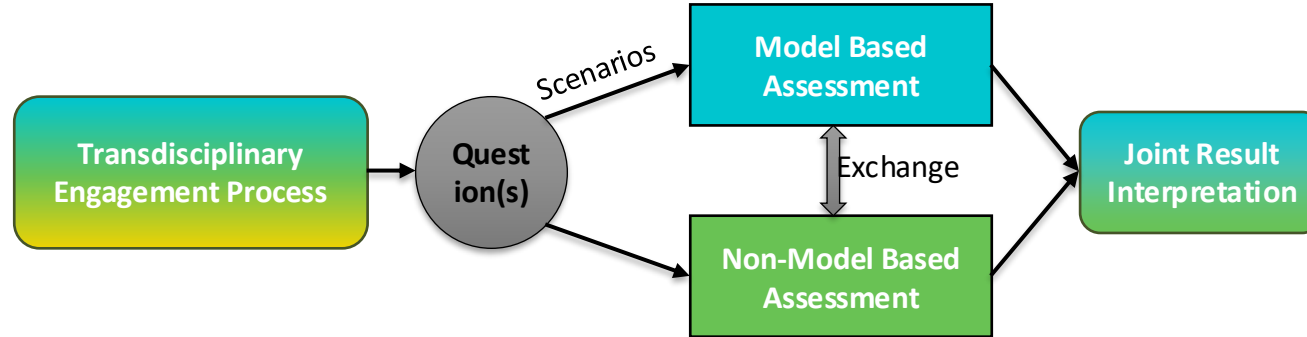 Transdisciplinary
Engagement Process
Quest
ion(s)
Scenarios
Model Based
Assessment
Exchange
Non-Model Based
Assessment
Joint Result
Interpretation